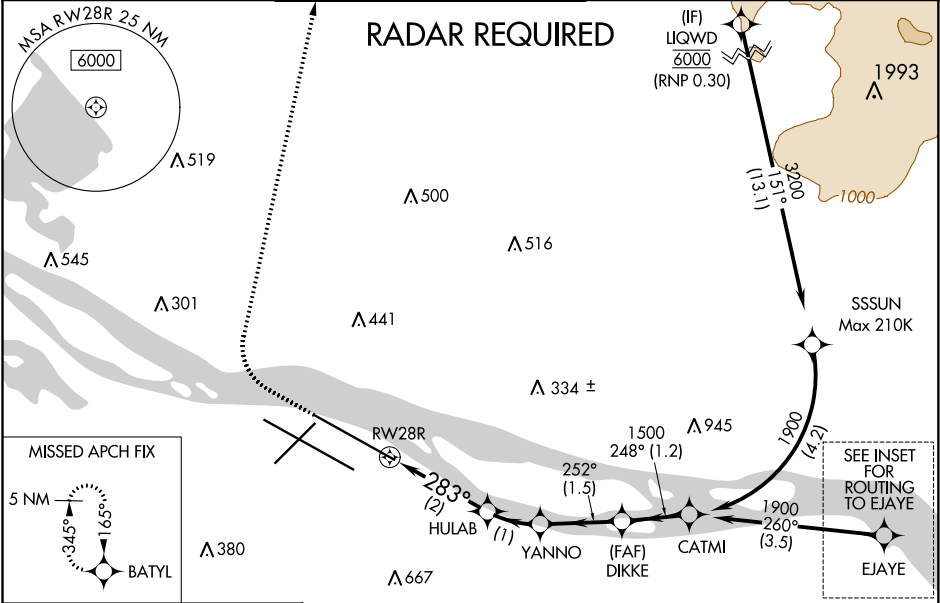 MSA RW28R 25 NM
6000
RADAR REQUIRED
(IF)
LIQWD
6000
(RNP 0.30)
1993
519
500
3200
151°
(13.1)
1000
516
545
301
441
SSSUN
Max 210K
334 ±
945
1900
(4.2)
MISSED APCH FIX
5 NM
345°
165°
BATYL
RW28R
1500
248° (1.2)
252°
(1.5)
SEE INSET
FOR
ROUTING
TO EJAYE
283°
(2)
1900
260°
(3.5)
HULAB
(1)
YANNO
(FAF)
DIKKE
CATMI
EJAYE
380
667